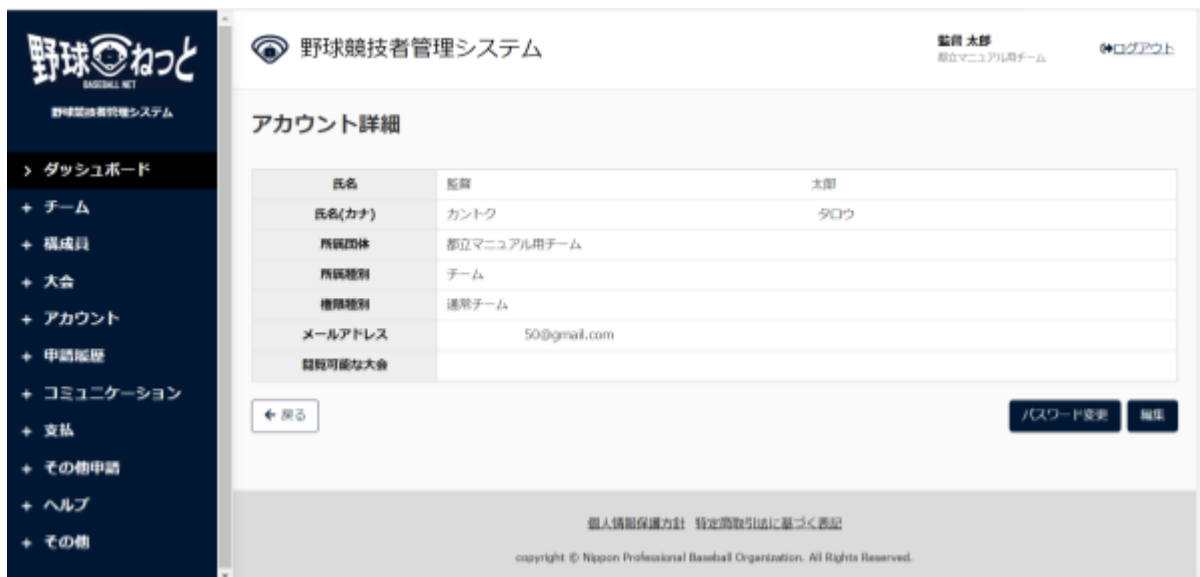 野球ねっと
BASEBALL NET
野球競技者管理システム
ダッシュボード
+ チーム
+ 構成員
+ 大会
+ アカウント
+ 申請履歴
+ コミュニケーション
+ 支払
+ その他申請
+ ヘルプ
+ その他
野球競技者管理システム
監督 太郎
都立マニュアル用チーム
ログアウト
アカウント詳細
氏名 監督 太郎
氏名(カナ) カントク タロウ
所属団体 都立マニュアル用チーム
所属種別 チーム
権限種別 通常チーム
メールアドレス 50@gmail.com
閲覧可能な大会
戻る
パスワード変更 編集
個人情報保護方針 特定商取引法に基づく表記
copyright © Nippon Professional Baseball Organization. All Rights Reserved.